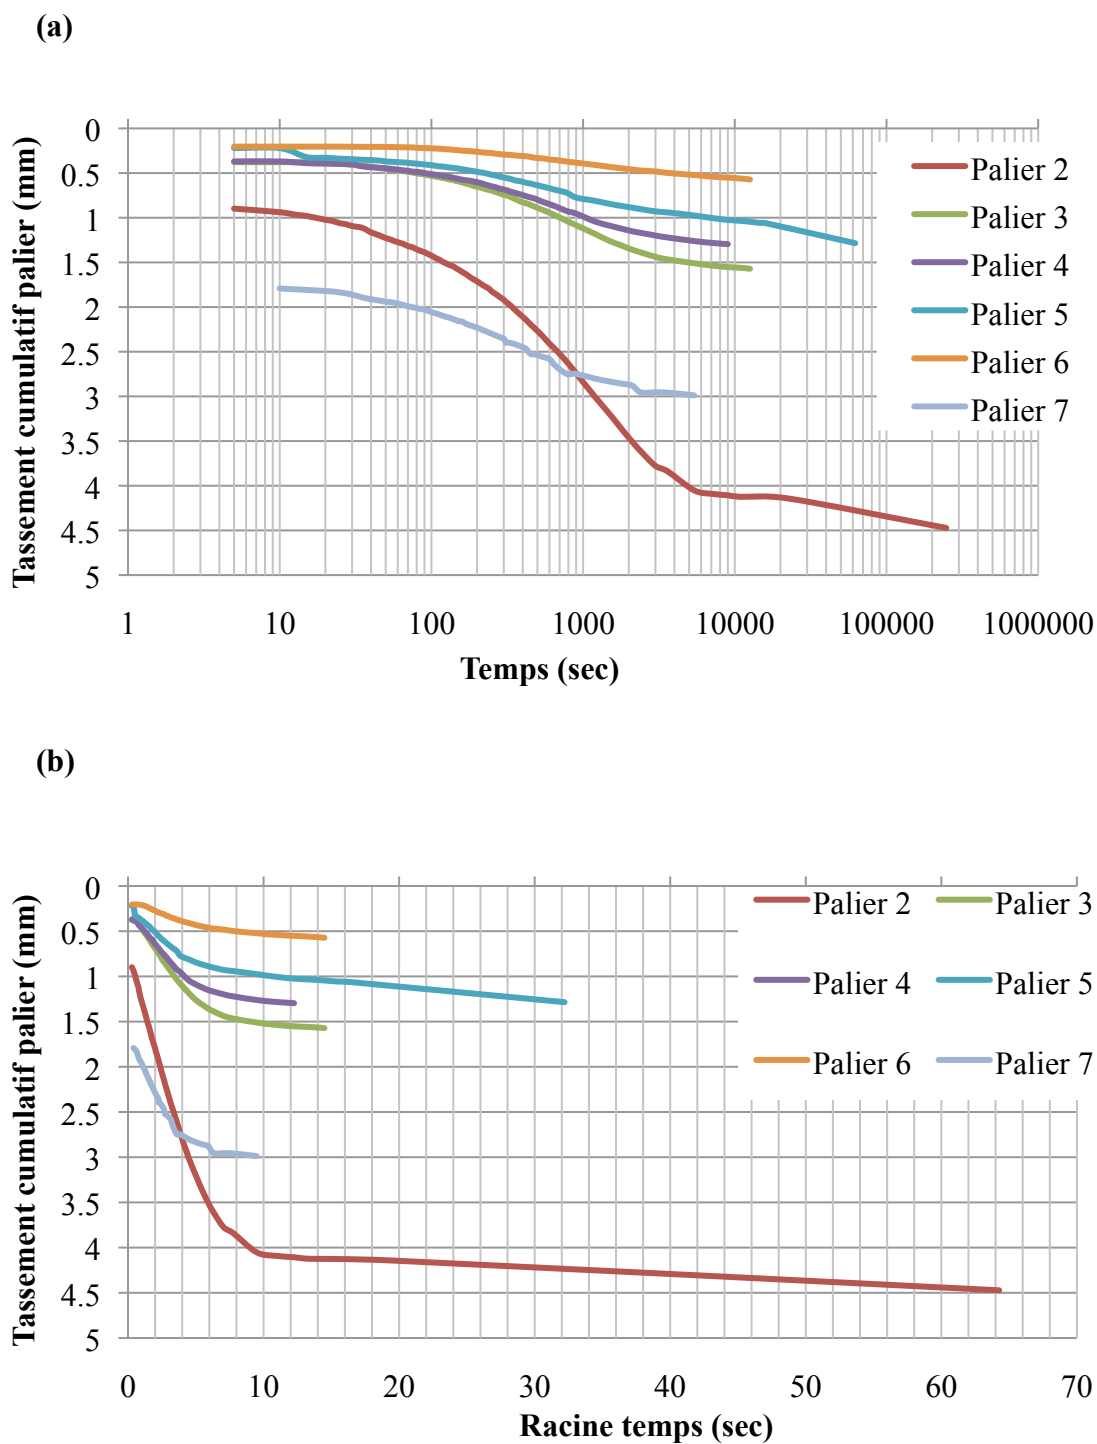 (a)
Tassement cumulatif palier (mm)
0
0.5
1
1.5
2
2.5
3
3.5
4
4.5
5
1 10 100 1000 10000 100000 1000000
Temps (sec)
Palier 2
Palier 3
Palier 4
Palier 5
Palier 6
Palier 7
(b)
Tassement cumulatif palier (mm)
0
0.5
1
1.5
2
2.5
3
3.5
4
4.5
5
0 10 20 30 40 50 60 70
Racine temps (sec)
Palier 2 Palier 3
Palier 4 Palier 5
Palier 6 Palier 7